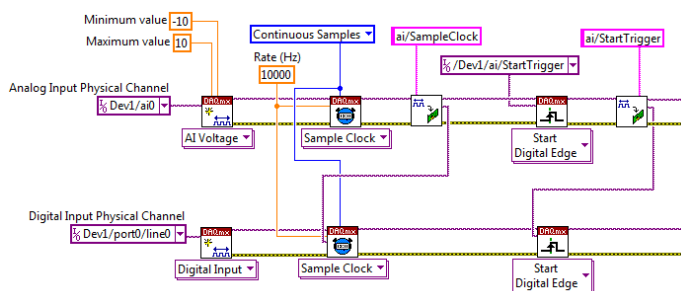 Minimum value
-10
Maximum value
10
Continuous Samples
Rate (Hz)
10000
ai/SampleClock
ai/StartTrigger
/Dev1/ai/StartTrigger
Analog Input Physical Channel
Dev1/ai0
DAQmx
AI Voltage
DAQmx
Sample Clock
DAQmx
Start
Digital Edge
Digital Input Physical Channel
Dev1/port0/line0
DAQmx
Digital Input
DAQmx
Sample Clock
DAQmx
Start
Digital Edge